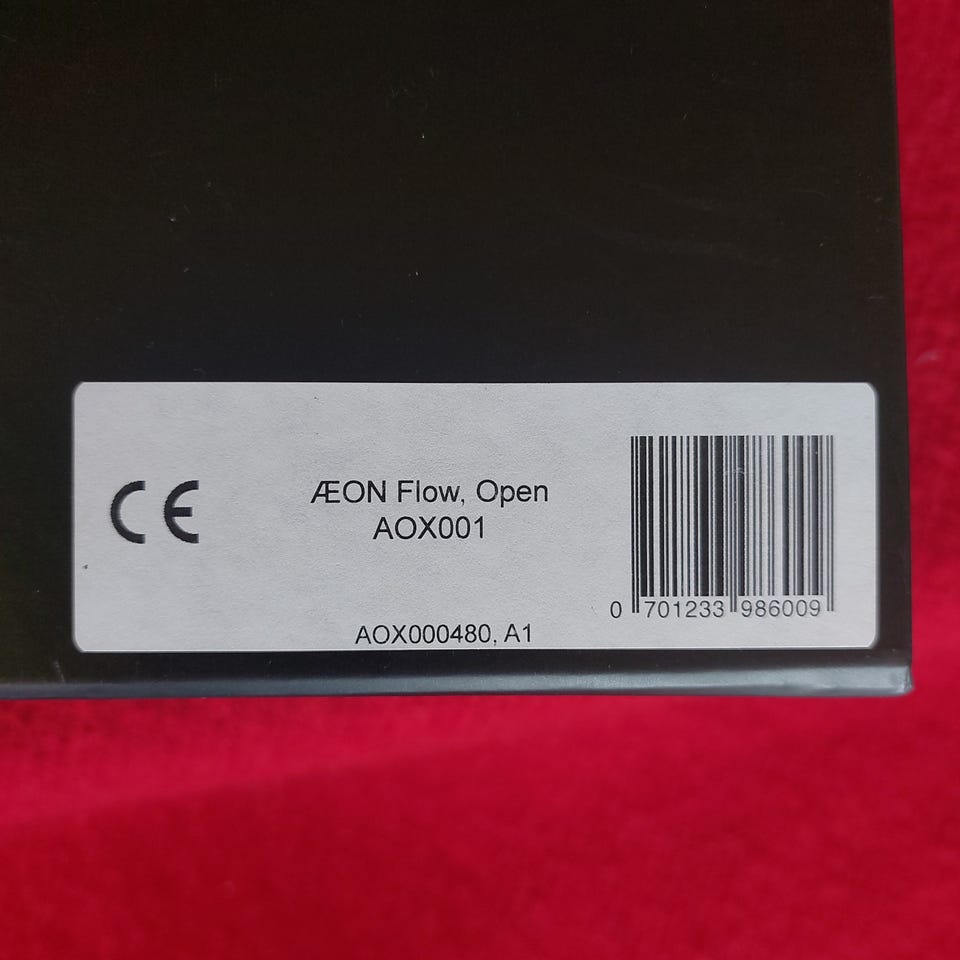 CE
ÆON Flow, Open
AOX001
AOX000480, A1
0 701233 986009